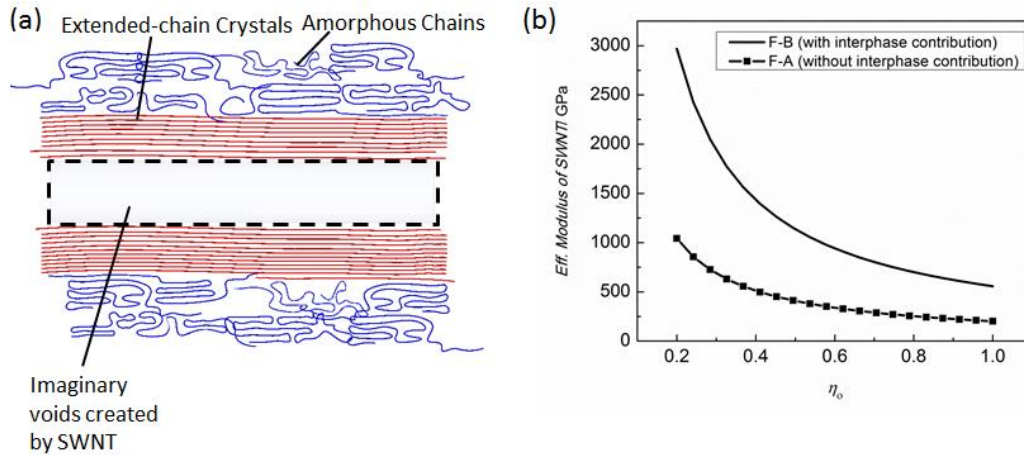 (a)
Extended-chain Crystals
Amorphous Chains
Imaginary
voids created
by SWNT
(b)
Eff. Modulus of SWNT/ GPa
3000
2500
2000
1500
1000
500
0
F-B (with interphase contribution)
F-A (without interphase contribution)
0.2
0.4
0.6
0.8
1.0
ηo